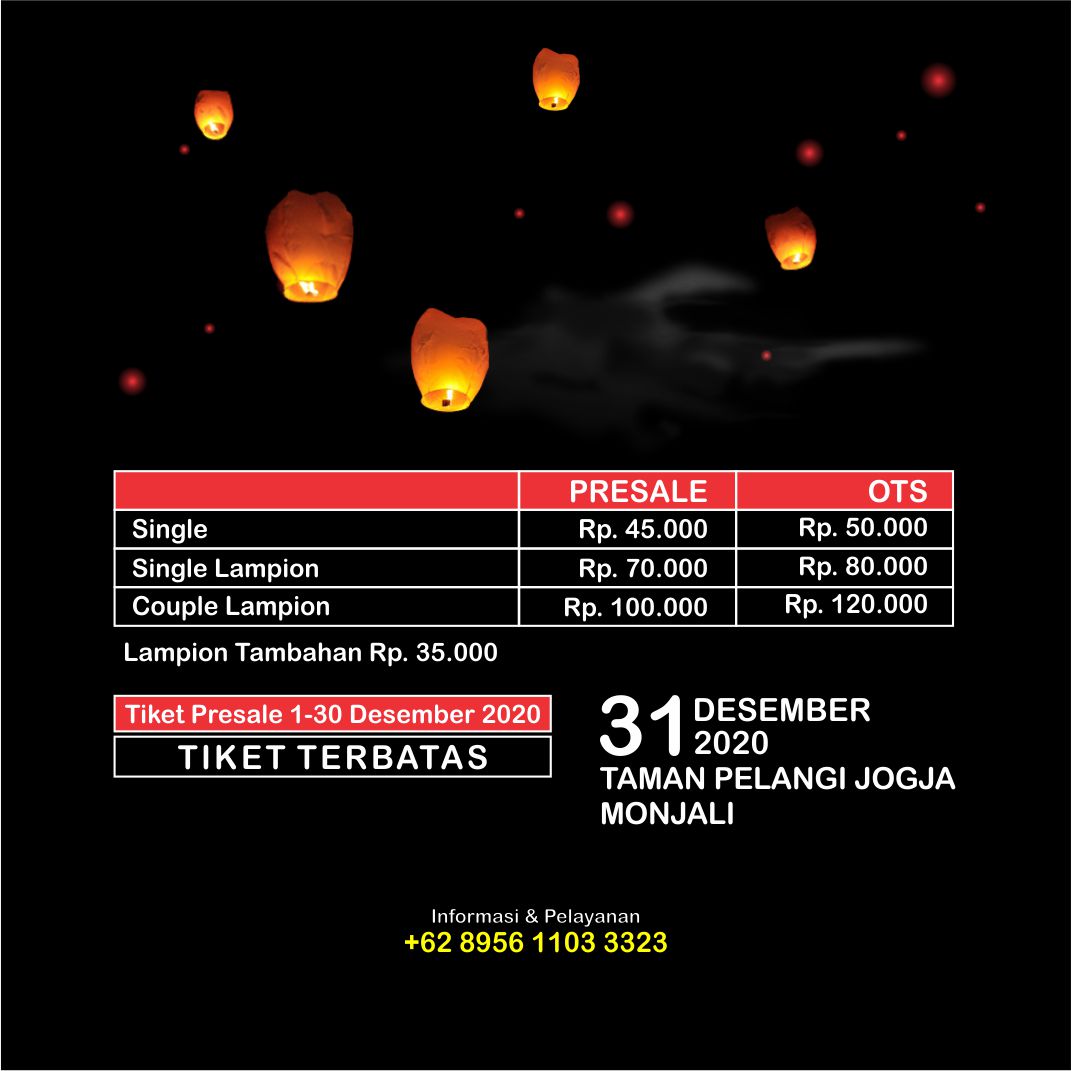 PRESALE OTS
Single Rp. 45.000 Rp. 50.000
Single Lampion Rp. 70.000 Rp. 80.000
Couple Lampion Rp. 100.000 Rp. 120.000
Lampion Tambahan Rp. 35.000
Tiket Presale 1-30 Desember 2020
TIKET TERBATAS
31 DESEMBER
2020
TAMAN PELANGI JOGJA
MONJALI
Informasi & Pelayanan
+62 8956 1103 3323